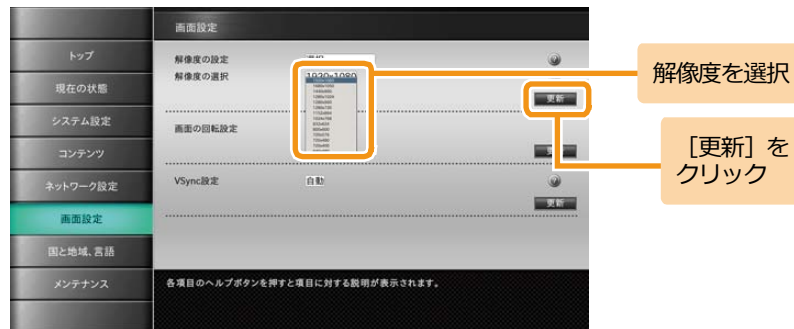 画面設定
トップ
現在の状態
システム設定
コンテンツ
ネットワーク設定
画面設定
国と地域、言語
メンテナンス
解像度の設定
解像度の選択
1920x1080
更新
画面の回転設定
VSync設定
自動
更新
各項目のヘルプボタンを押すと項目に対する説明が表示されます。
解像度を選択
［更新］を
クリック